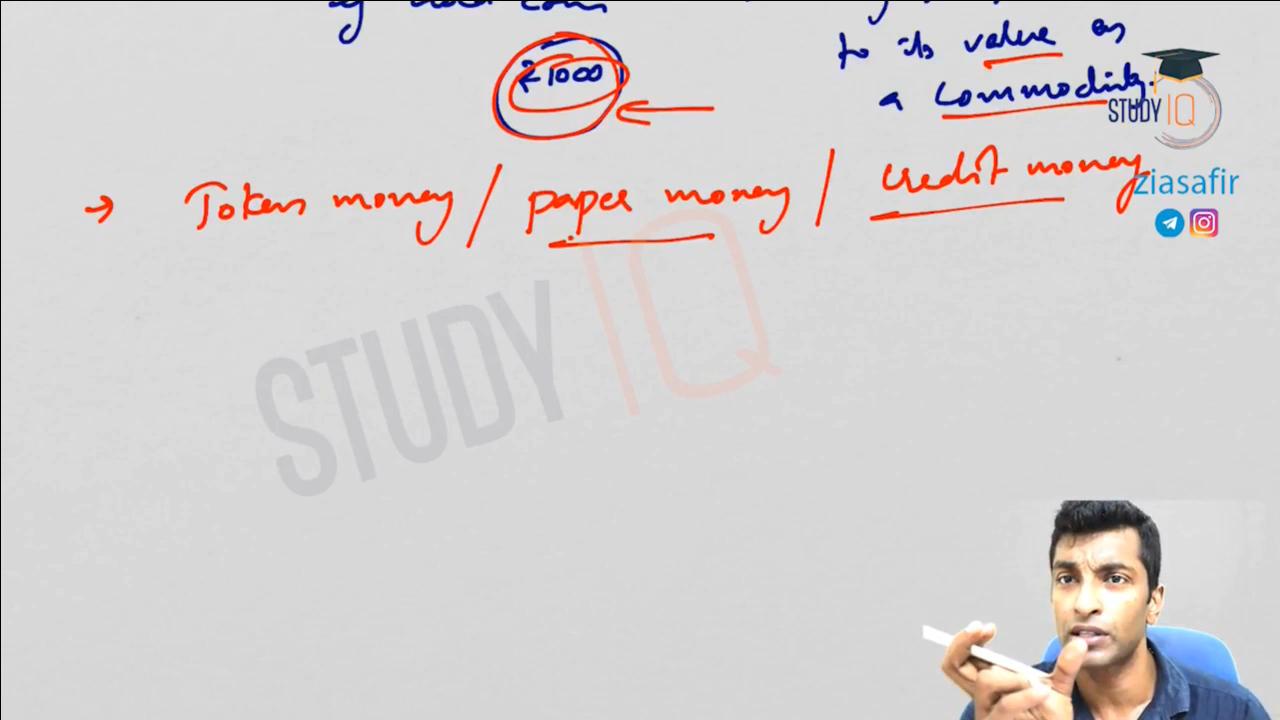 ₹1000
to its value as
a commodity.
STUDY IQ
ziasafir
→ Token money / paper money / credit money
STUDY IQ